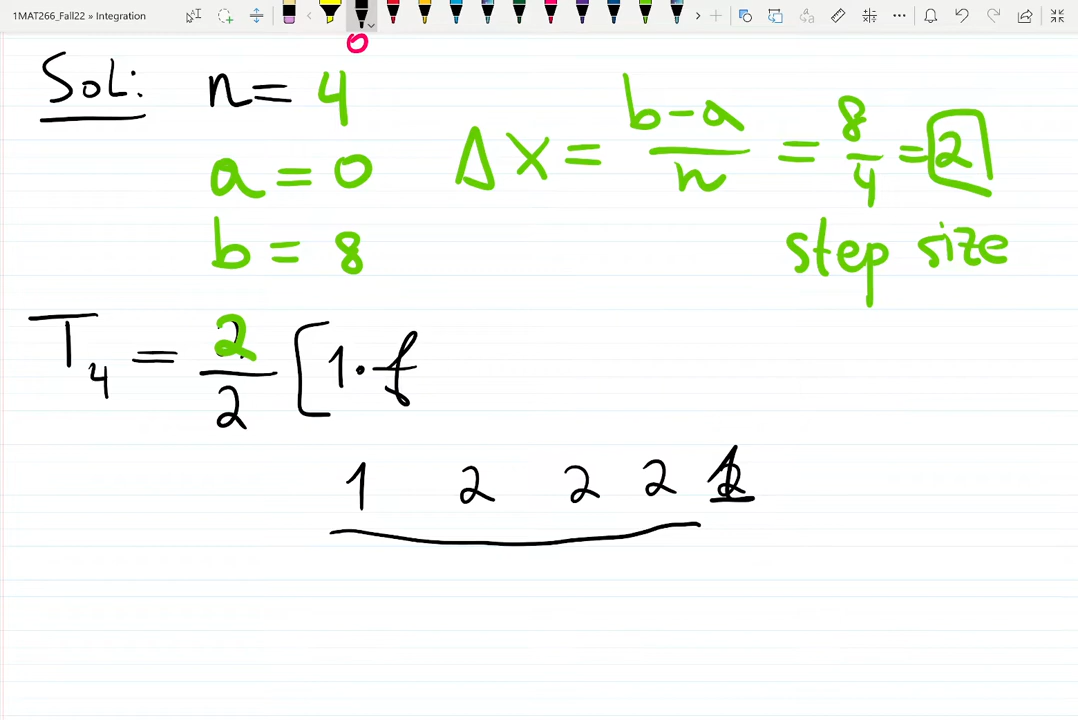 1MAT266_Fall22 » Integration
0
Sol: n = 4
a = 0 Δx = b-a/n = 8/4 = 2
b = 8 step size
T4 = 2/2 [1·f
1 2 2 2 1